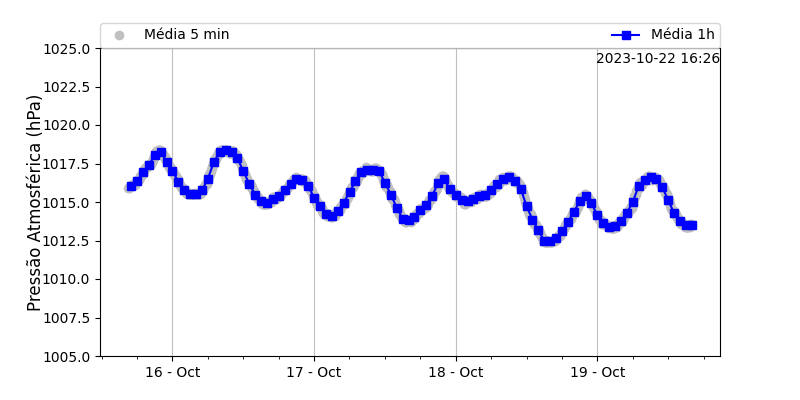 Média 5 min
Média 1h
2023-10-22 16:26
Pressão Atmosférica (hPa)
1025.0
1022.5
1020.0
1017.5
1015.0
1012.5
1010.0
1007.5
1005.0
16 - Oct
17 - Oct
18 - Oct
19 - Oct